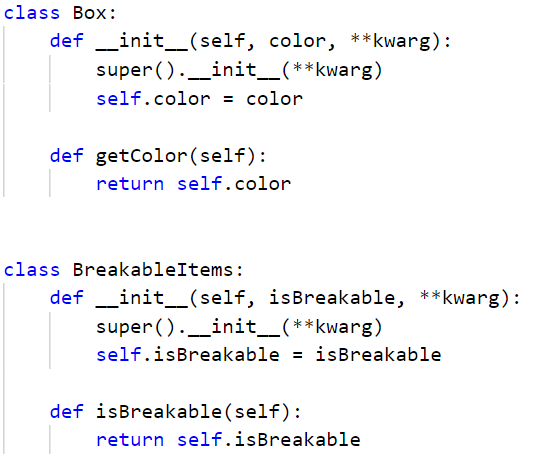 class Box:
    def __init__(self, color, **kwarg):
        super().__init__(**kwarg)
        self.color = color
    def getColor(self):
        return self.color
class BreakableItems:
    def __init__(self, isBreakable, **kwarg):
        super().__init__(**kwarg)
        self.isBreakable = isBreakable
    def isBreakable(self):
        return self.isBreakable